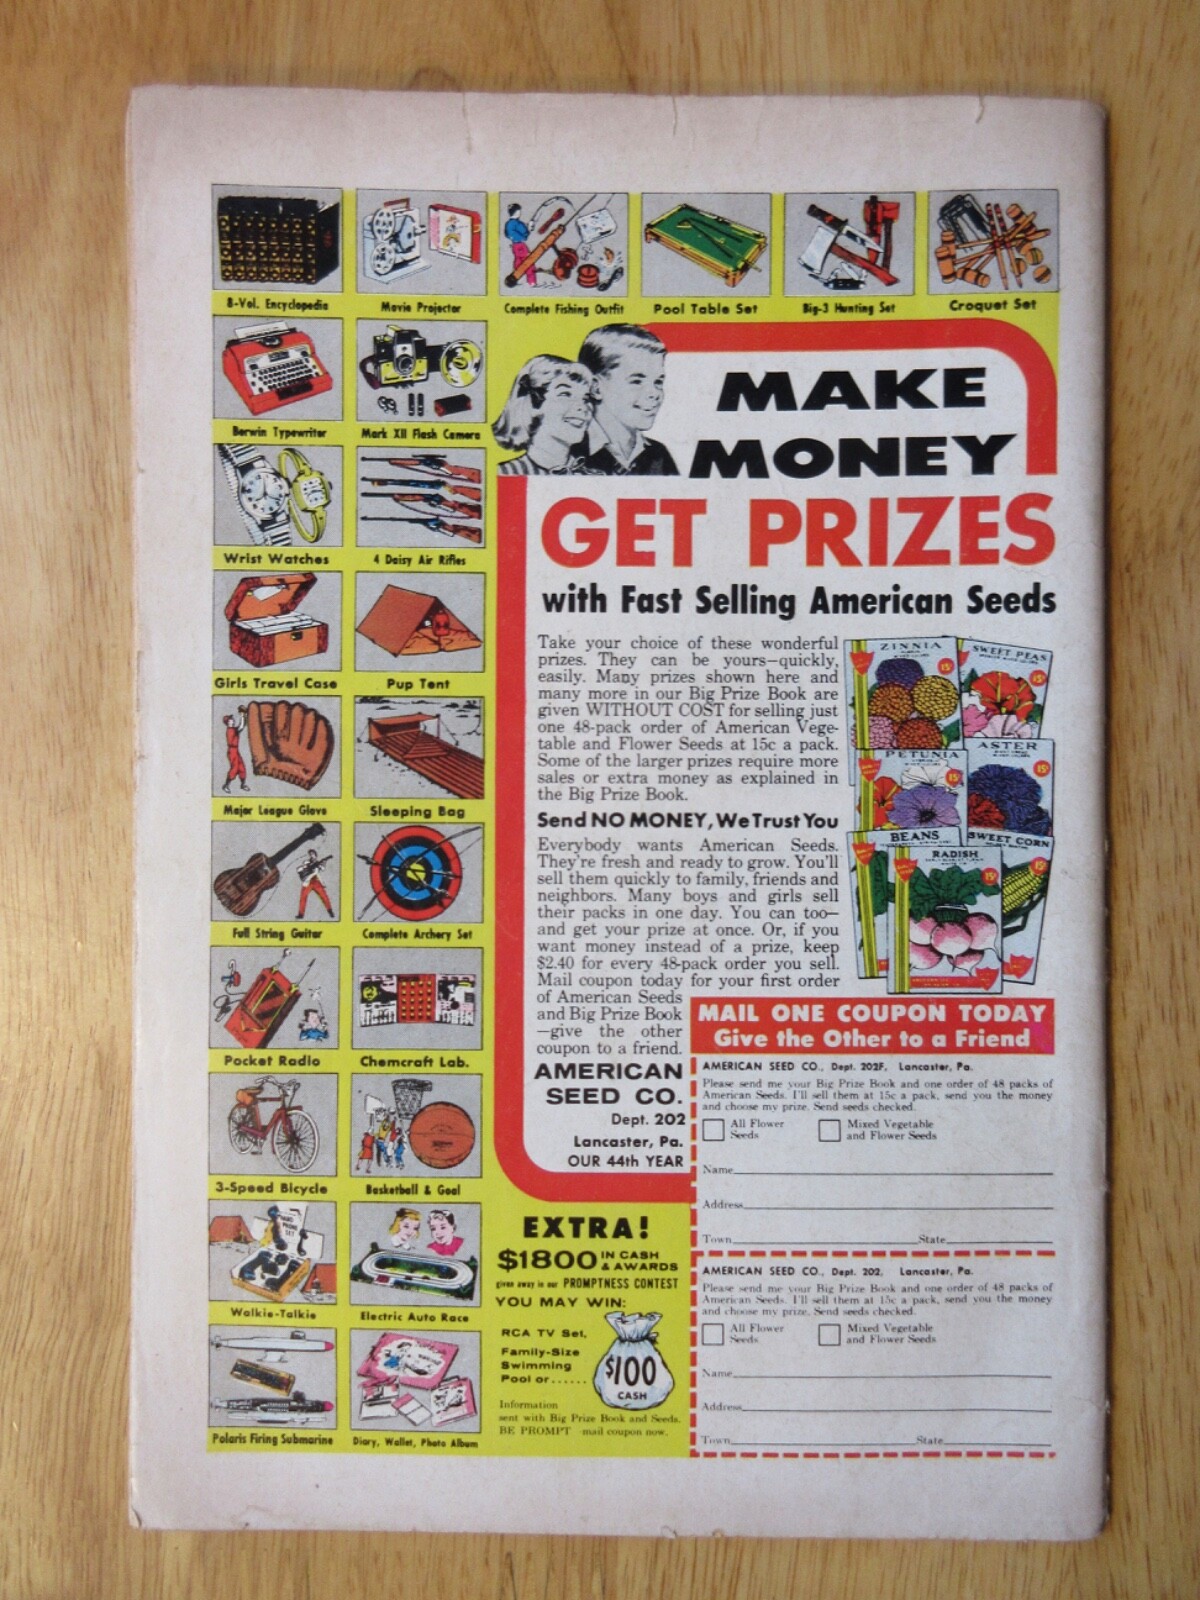 8-Vol. Encyclopedia
Movie Projector
Complete Fishing Outfit
Pool Table Set
Big-3 Hunting Set
Croquet Set
Berwin Typewriter
Mark XII Flash Camera
Wrist Watches
4 Daisy Air Rifles
Girls Travel Case
Pup Tent
Major League Glove
Sleeping Bag
Full String Guitar
Complete Archery Set
Pocket Radio
Chemcraft Lab.
3-Speed Bicycle
Basketball & Goal
Walkie-Talkie
Electric Auto Race
Polaris Firing Submarine
Diary, Wallet, Photo Album
MAKE
MONEY
GET PRIZES
with Fast Selling American Seeds
Take your choice of these wonderful
prizes. They can be yours—quickly,
easily. Many prizes shown here and
many more in our Big Prize Book are
given WITHOUT COST for selling just
one 48-pack order of American Vege-
table and Flower Seeds at 15c a pack.
Some of the larger prizes require more
sales or extra money as explained in
the Big Prize Book.
Send NO MONEY, We Trust You
Everybody wants American Seeds.
They're fresh and ready to grow. You'll
sell them quickly to family, friends and
neighbors. Many boys and girls sell
their packs in one day. You can too—
and get your prize at once. Or, if you
want money instead of a prize, keep
$2.40 for every 48-pack order you sell.
Mail coupon today for your first order
of American Seeds
and Big Prize Book
—give the other
coupon to a friend.
AMERICAN
SEED CO.
Dept. 202
Lancaster, Pa.
OUR 44th YEAR
ZINNIA
15¢
SWEET PEAS
15¢
PETUNIA
15¢
ASTER
15¢
BEANS
SWEET CORN
15¢
RADISH
15¢
EXTRA!
$1800 IN CASH
& AWARDS
given away in our PROMPTNESS CONTEST
YOU MAY WIN:
RCA TV Set,
Family-Size
Swimming
Pool or......
$100
CASH
Information
sent with Big Prize Book and Seeds.
BE PROMPT mail coupon now.
MAIL ONE COUPON TODAY
Give the Other to a Friend
AMERICAN SEED CO., Dept. 202F, Lancaster, Pa.
Please send me your Big Prize Book and one order of 48 packs of
American Seeds. I'll sell them at 15c a pack, send you the money
and choose my prize. Send seeds checked.
All Flower
Seeds
Mixed Vegetable
and Flower Seeds
Name
Address
Town State
AMERICAN SEED CO., Dept. 202, Lancaster, Pa.
Please send me your Big Prize Book and one order of 48 packs of
American Seeds. I'll sell them at 15c a pack, send you the money
and choose my prize. Send seeds checked.
All Flower
Seeds
Mixed Vegetable
and Flower Seeds
Name
Address
Town State